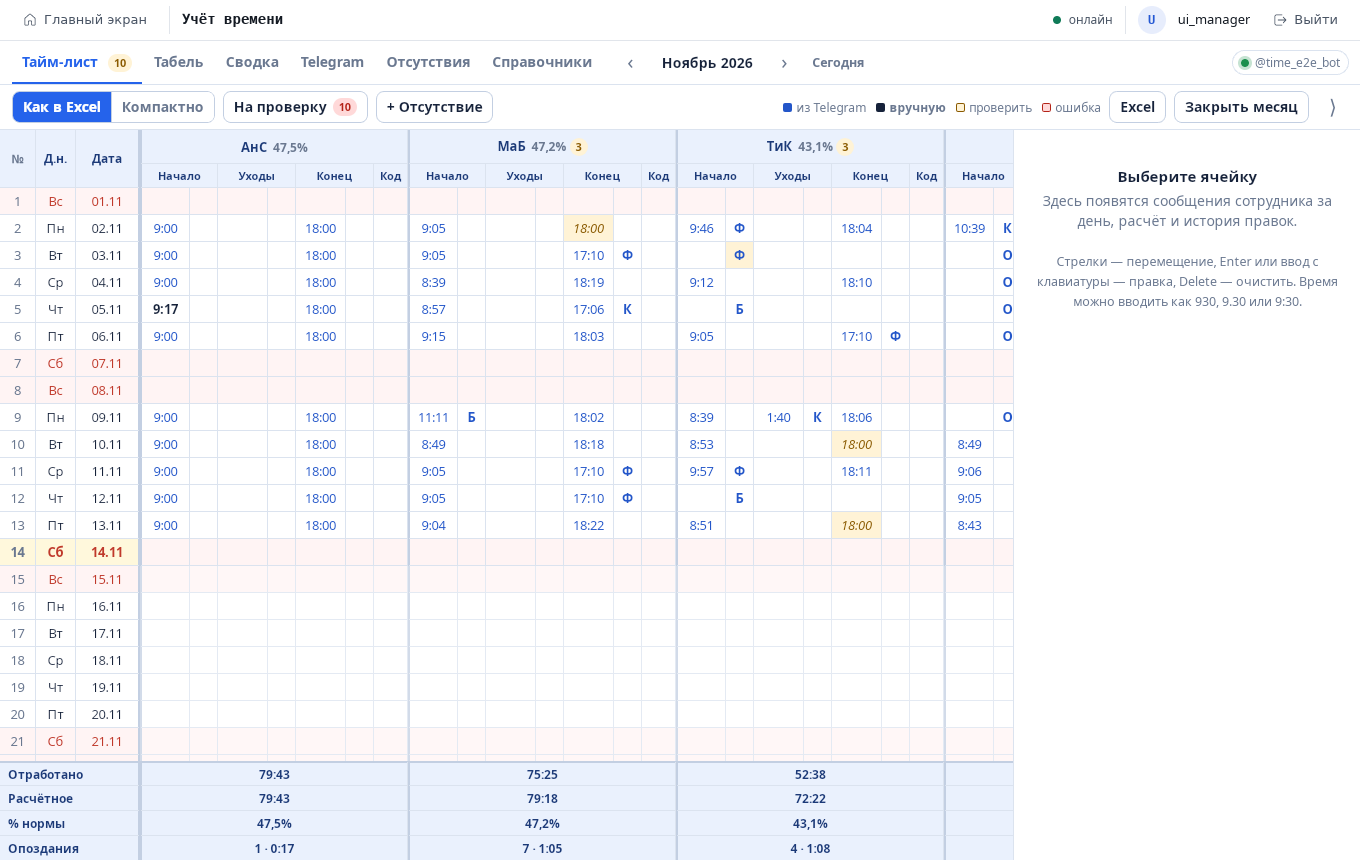 Главный экран Учёт времени онлайн U ui_manager Выйти
Тайм-лист 10 Табель Сводка Telegram Отсутствия Справочники ‹ Ноябрь 2026 › Сегодня @time_e2e_bot
Как в Excel Компактно На проверку 10 + Отсутствие из Telegram вручную проверить ошибка Excel Закрыть месяц ⟩
№ Д.н. Дата АнС 47,5% МаБ 47,2% 3 ТиК 43,1% 3
Начало Уходы Конец Код Начало Уходы Конец Код Начало Уходы Конец Код Начало
1 Вс 01.11
2 Пн 02.11 9:00 18:00 9:05 18:00 9:46 Ф 18:04 10:39 К
3 Вт 03.11 9:00 18:00 9:05 17:10 Ф Ф О
4 Ср 04.11 9:00 18:00 8:39 18:19 9:12 18:10 О
5 Чт 05.11 9:17 18:00 8:57 17:06 К Б О
6 Пт 06.11 9:00 18:00 9:15 18:03 9:05 17:10 Ф О
7 Сб 07.11
8 Вс 08.11
9 Пн 09.11 9:00 18:00 11:11 Б 18:02 8:39 1:40 К 18:06 О
10 Вт 10.11 9:00 18:00 8:49 18:18 8:53 18:00 8:49
11 Ср 11.11 9:00 18:00 9:05 17:10 Ф 9:57 Ф 18:11 9:06
12 Чт 12.11 9:00 18:00 9:05 17:10 Ф Б 9:05
13 Пт 13.11 9:00 18:00 9:04 18:22 8:51 18:00 8:43
14 Сб 14.11
15 Вс 15.11
16 Пн 16.11
17 Вт 17.11
18 Ср 18.11
19 Чт 19.11
20 Пт 20.11
21 Сб 21.11
Отработано 79:43 75:25 52:38
Расчётное 79:43 79:18 72:22
% нормы 47,5% 47,2% 43,1%
Опоздания 1 · 0:17 7 · 1:05 4 · 1:08
Выберите ячейку
Здесь появятся сообщения сотрудника за
день, расчёт и история правок.
Стрелки — перемещение, Enter или ввод с
клавиатуры — правка, Delete — очистить. Время
можно вводить как 930, 9.30 или 9:30.